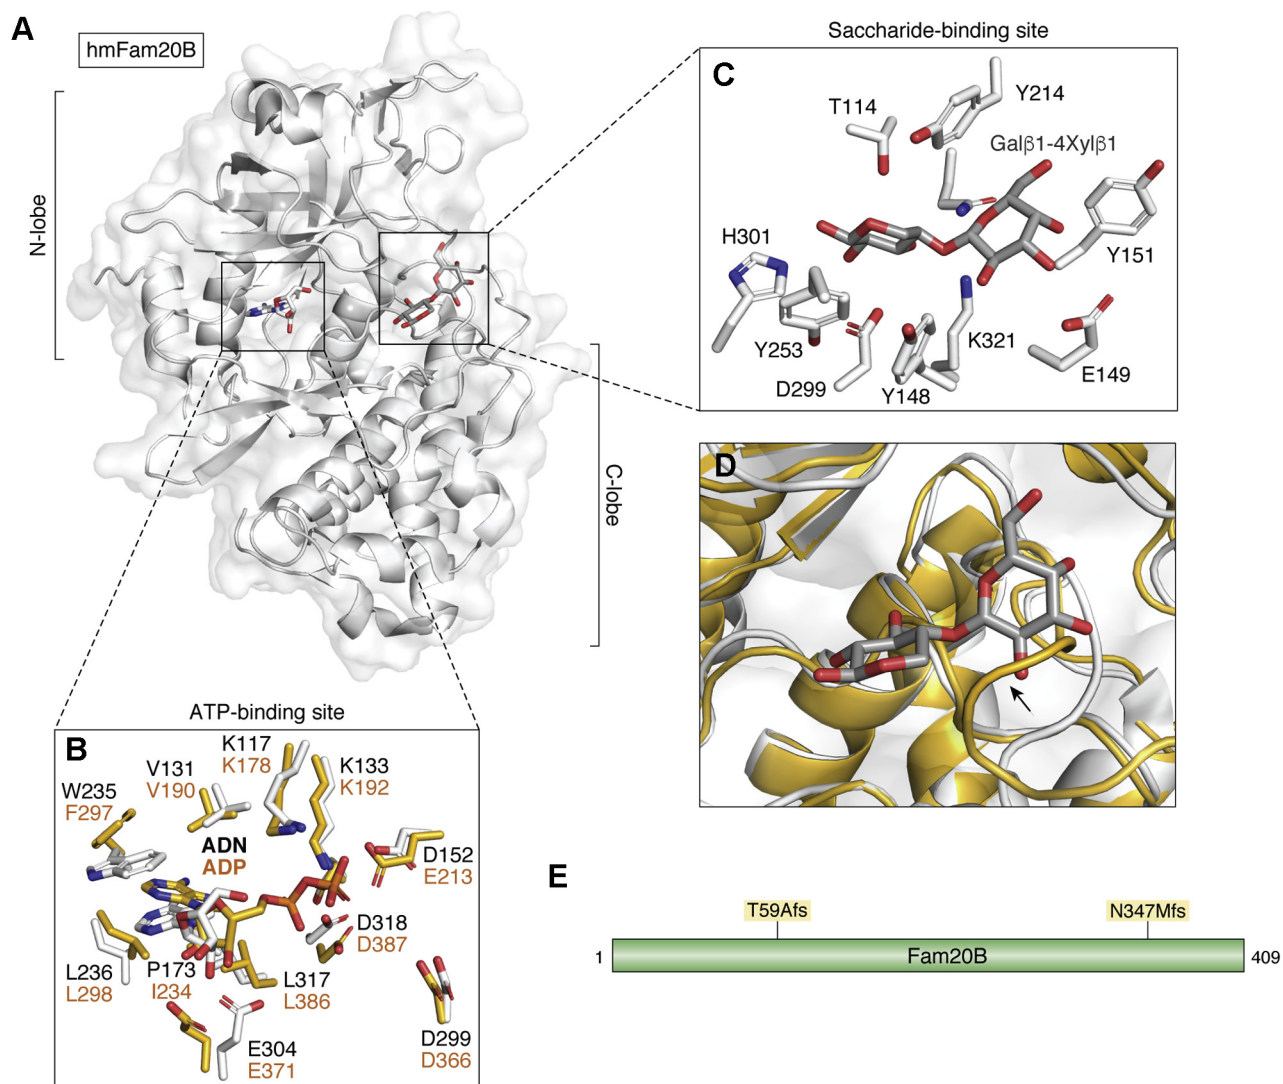 A
hmFam20B
N-lobe
C-lobe
Saccharide-binding site
C
Y214
T114
Galβ1-4Xylβ1
H301
Y151
Y253
K321
D299
Y148
E149
D
ATP-binding site
B
K117
K178
V131
V190
K133
K192
W235
F297
ADN
ADP
D152
E213
D318
D387
L236
L298
P173
I234
L317
L386
E304
E371
D299
D366
E
T59Afs
N347Mfs
1
Fam20B
409